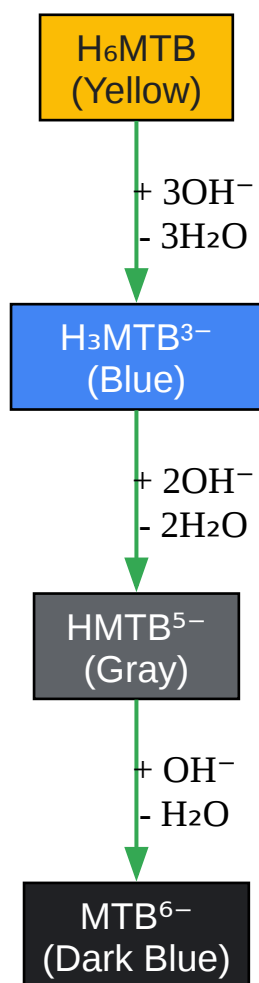 H₆MTB
(Yellow)
+ 3OH⁻
- 3H₂O
H₃MTB³⁻
(Blue)
+ 2OH⁻
- 2H₂O
HMTB⁵⁻
(Gray)
+ OH⁻
- H₂O
MTB⁶⁻
(Dark Blue)